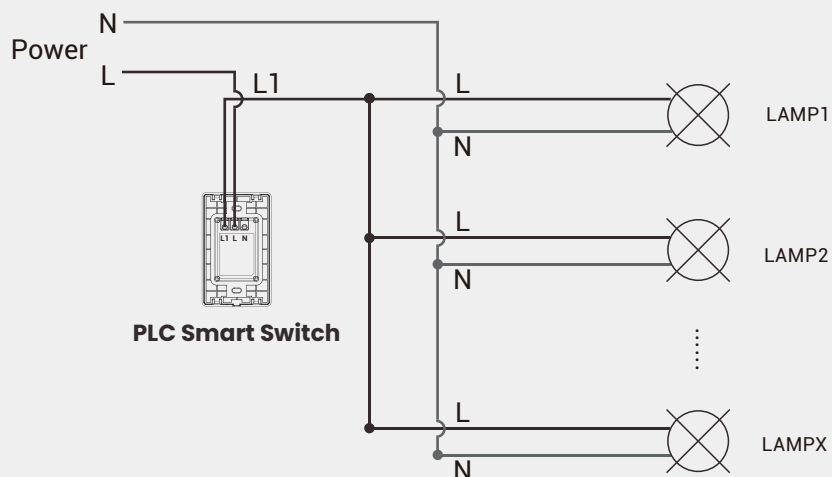 N
Power
L
L1
L
LAMP1
N
L1 L N
L
LAMP2
N
PLC Smart Switch
L
LAMPX
N